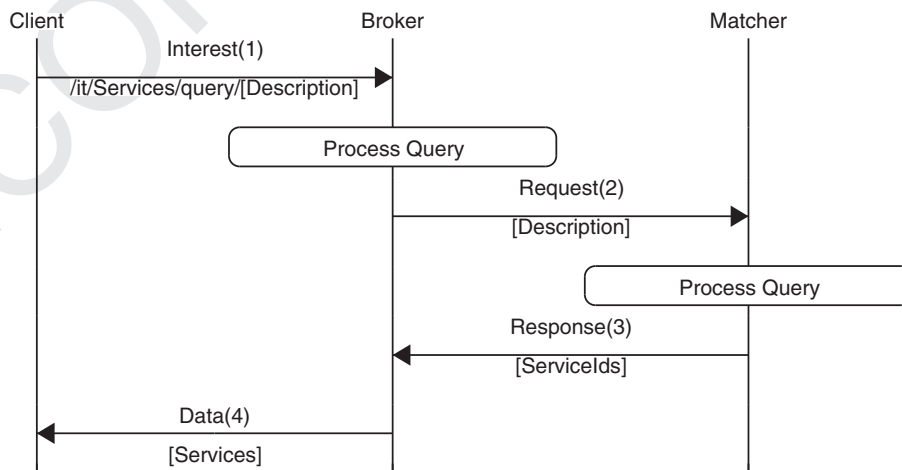 Client Broker Matcher
Interest(1)
/it/Services/query/[Description]
Process Query
Request(2)
[Description]
Process Query
Response(3)
[ServiceIds]
Data(4)
[Services]